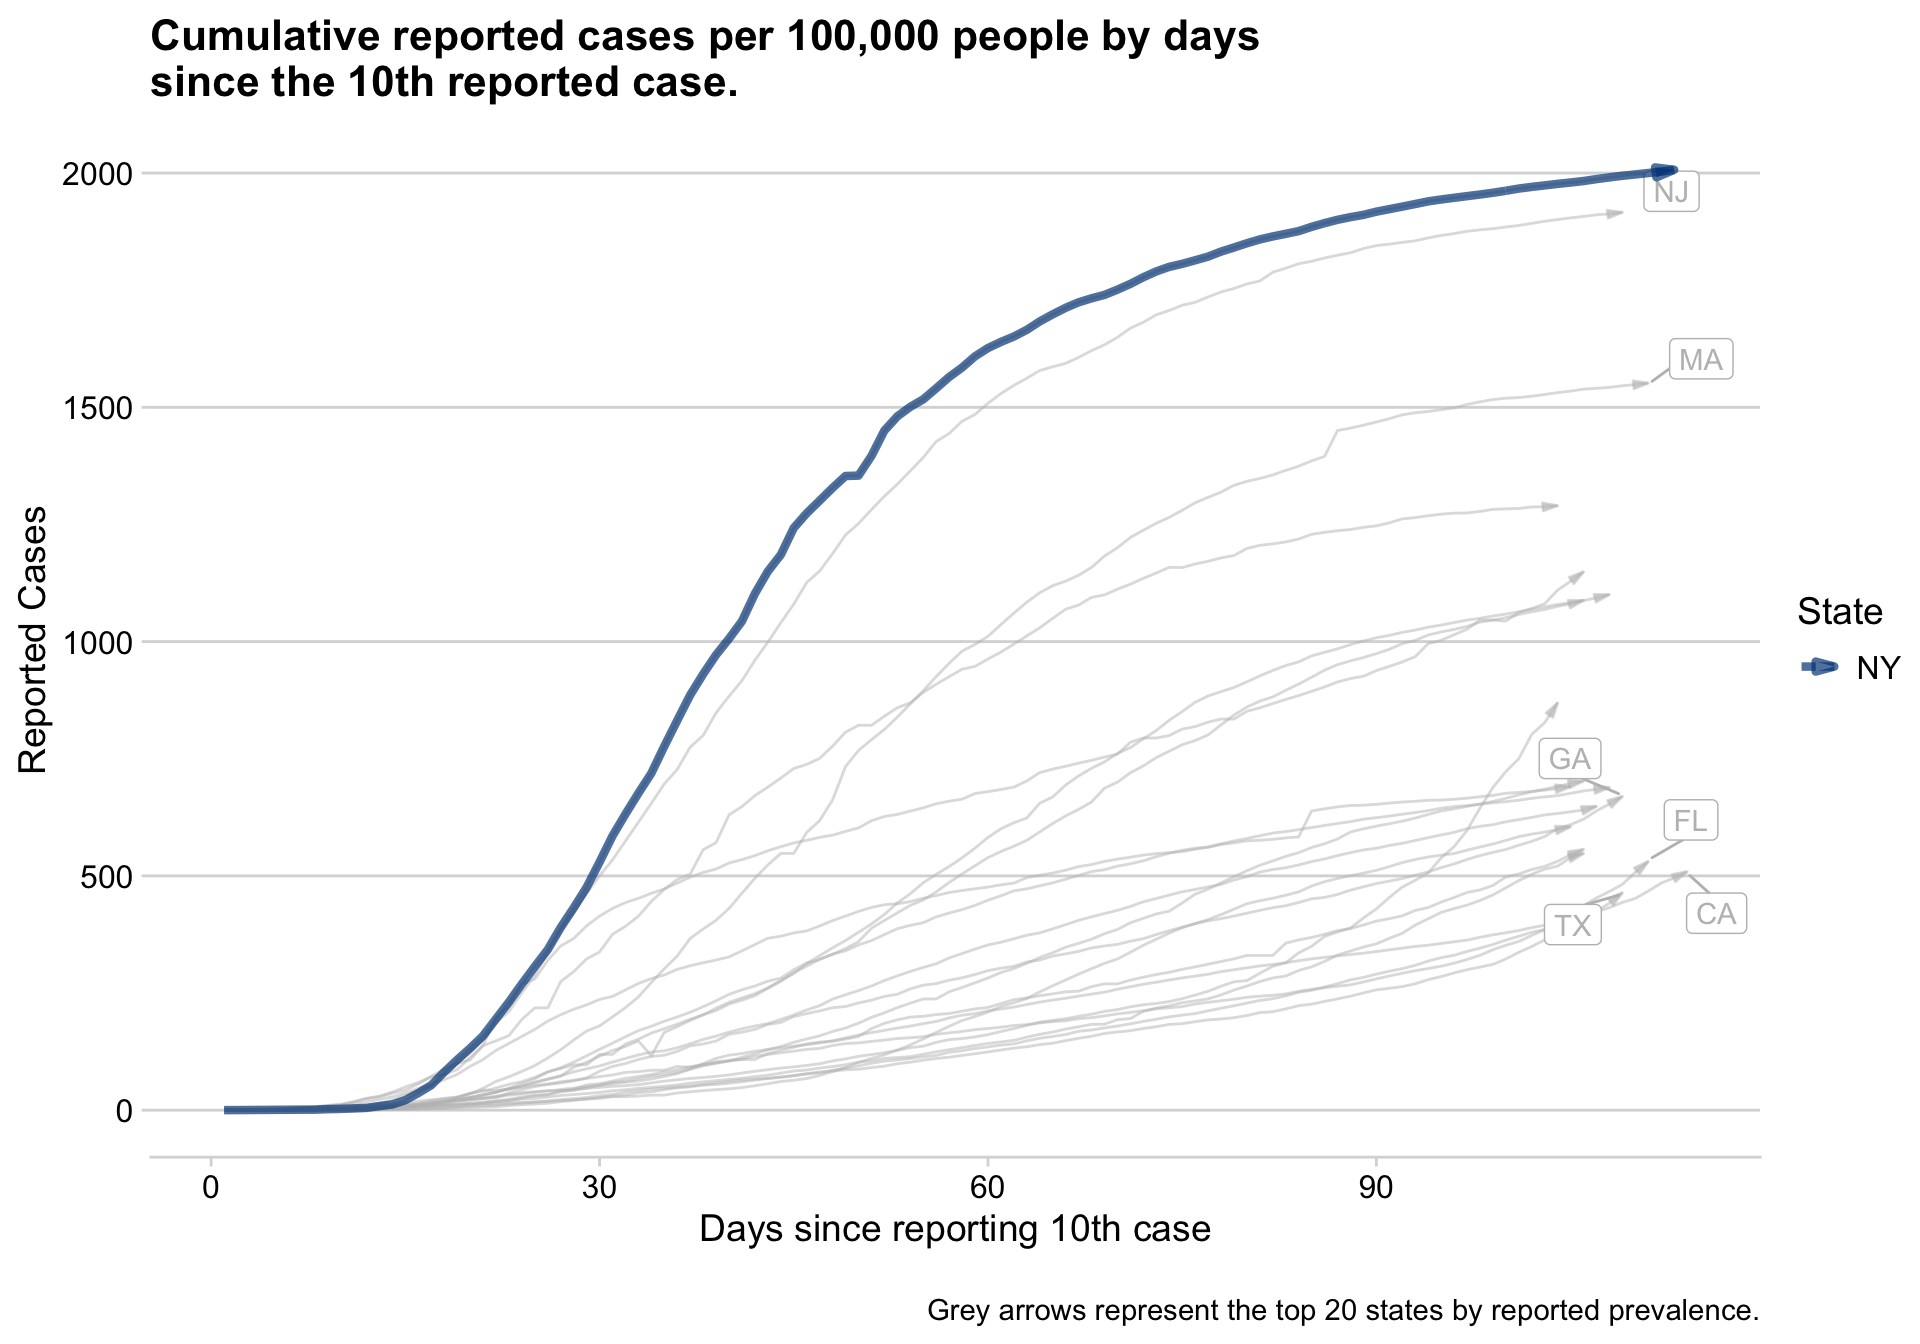 Cumulative reported cases per 100,000 people by days
since the 10th reported case.
2000
1500
1000
500
0
Reported Cases
NJ
MA
GA
FL
TX
CA
State
NY
0
30
60
90
Days since reporting 10th case
Grey arrows represent the top 20 states by reported prevalence.